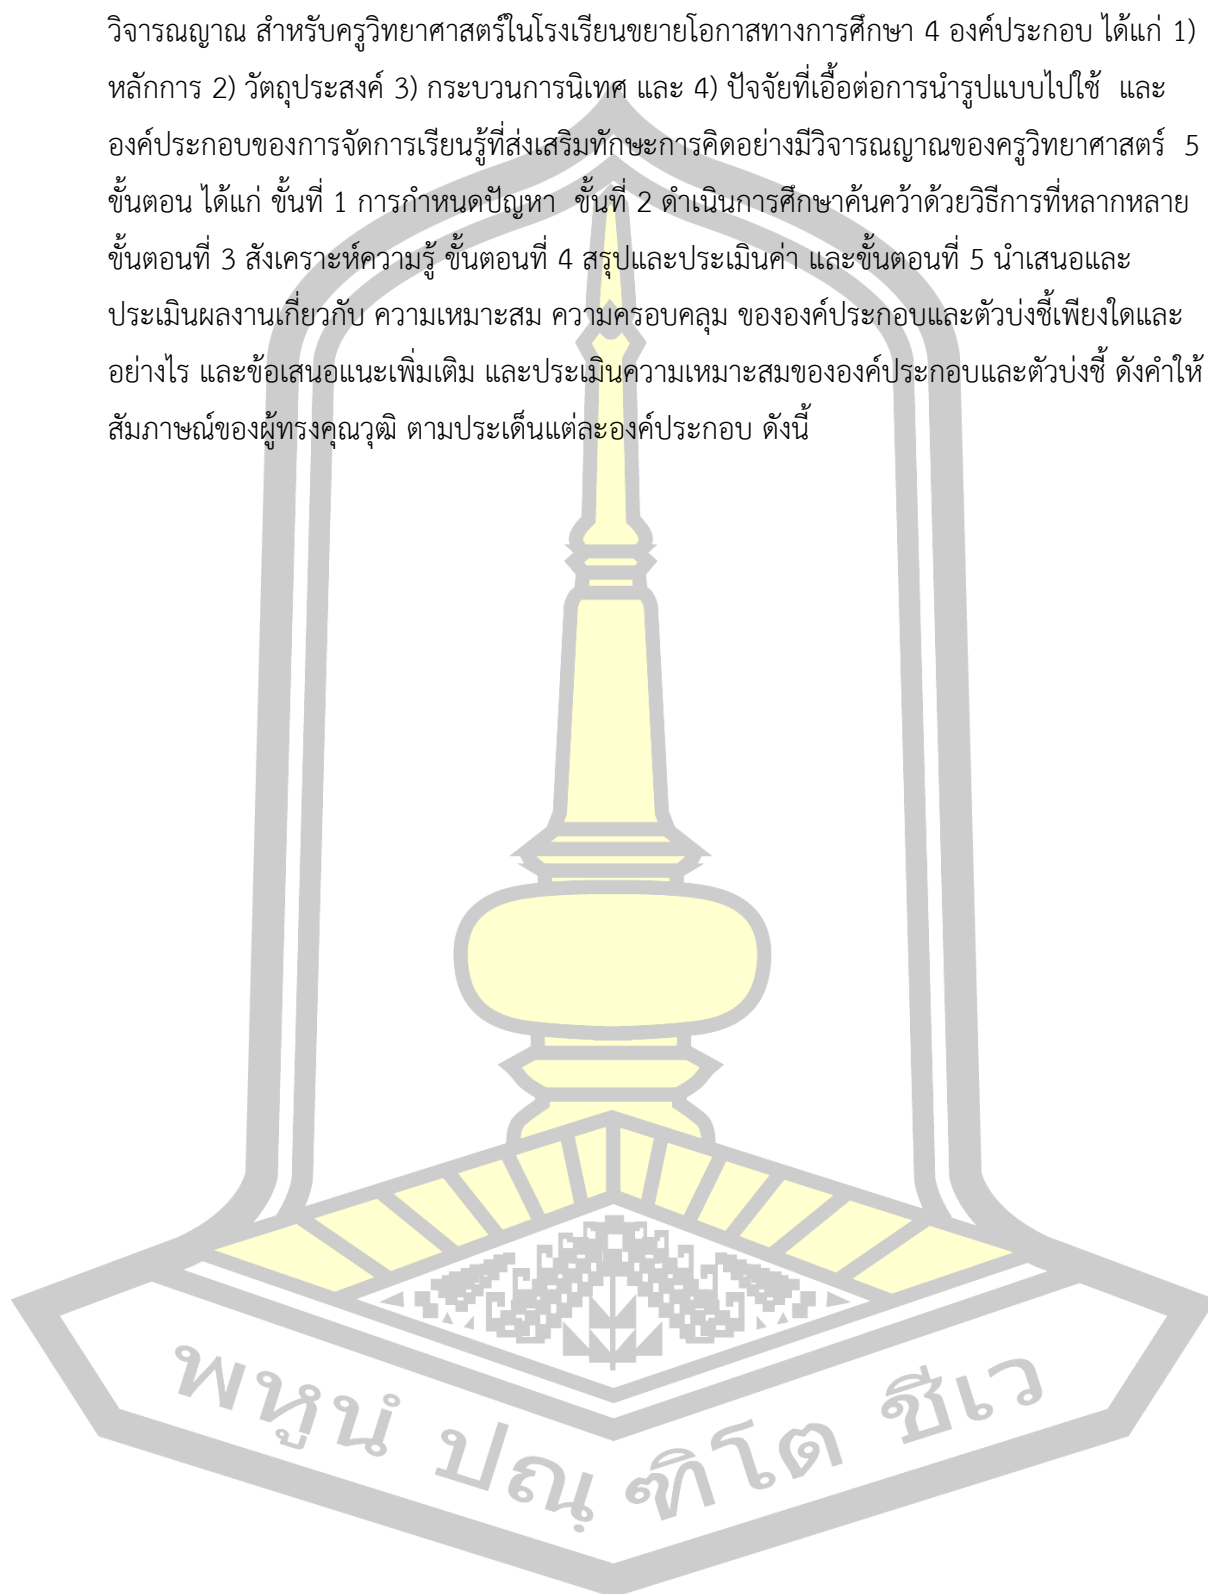 วิจารณญาณ สำหรับครูวิทยาศาสตร์ในโรงเรียนขยายโอกาสทางการศึกษา 4 องค์ประกอบ ได้แก่ 1)
หลักการ 2) วัตถุประสงค์ 3) กระบวนการนิเทศ และ 4) ปัจจัยที่เอื้อต่อการนำรูปแบบไปใช้ และ
องค์ประกอบของการจัดการเรียนรู้ที่ส่งเสริมทักษะการคิดอย่างมีวิจารณญาณของครูวิทยาศาสตร์ 5
ขั้นตอน ได้แก่ ขั้นที่ 1 การกำหนดปัญหา ขั้นที่ 2 ดำเนินการศึกษาค้นคว้าด้วยวิธีการที่หลากหลาย
ขั้นตอนที่ 3 สังเคราะห์ความรู้ ขั้นตอนที่ 4 สรุปและประเมินค่า และขั้นตอนที่ 5 นำเสนอและ
ประเมินผลงานเกี่ยวกับ ความเหมาะสม ความครอบคลุม ขององค์ประกอบและตัวบ่งชี้เพียงใดและ
อย่างไร และข้อเสนอแนะเพิ่มเติม และประเมินความเหมาะสมขององค์ประกอบและตัวบ่งชี้ ดังคำให้
สัมภาษณ์ของผู้ทรงคุณวุฒิ ตามประเด็นแต่ละองค์ประกอบ ดังนี้
พหูนํ ปณฺฑิโต ชีเว